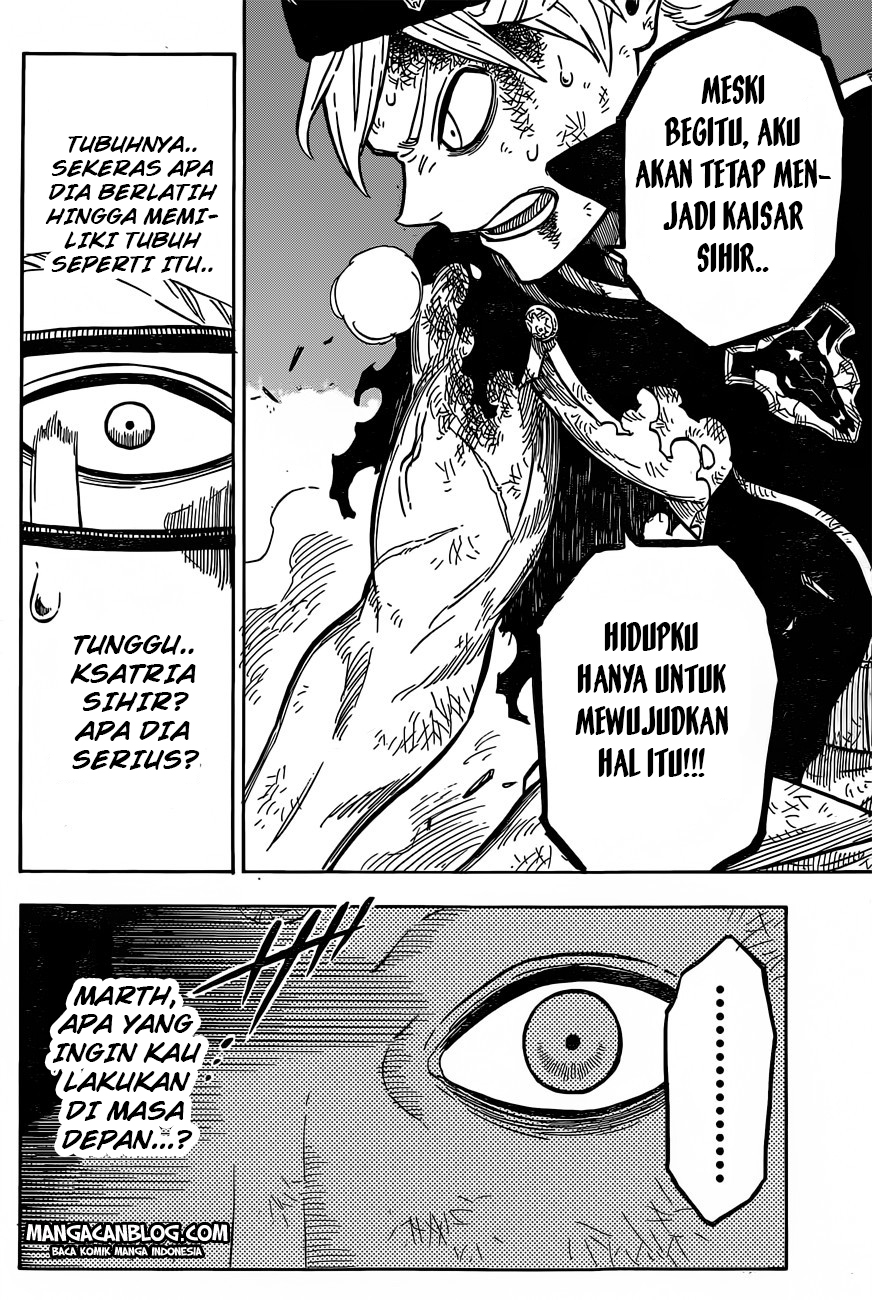 MESKI
BEGITU, AKU
AKAN TETAP MEN-
JADI KAISAR
SIHIR..
HIDUPKU
HANYA UNTUK
MEWUJUDKAN
HAL ITU!!!
TUBUHNYA..
SEKERAS APA
DIA BERLATIH
HINGGA MEMI-
LIKI TUBUH
SEPERTI ITU..
TUNGGU..
KSATRIA
SIHIR?
APA DIA
SERIUS?
..........
MARTH,
APA YANG
INGIN KAU
LAKUKAN
DI MASA
DEPAN...?
MANGACANBLOG.COM
BACA KOMIK MANGA INDONESIA